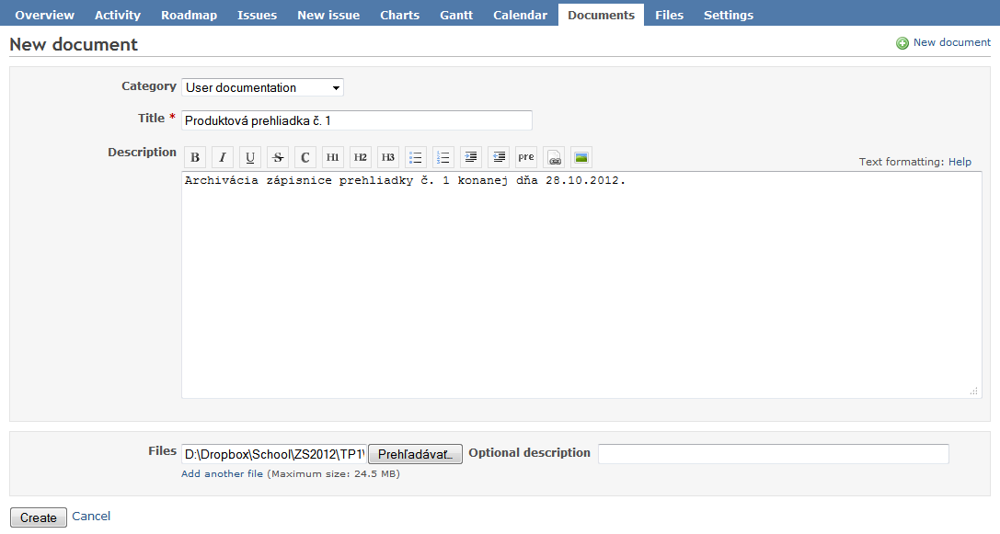 Overview Activity Roadmap Issues New issue Charts Gantt Calendar Documents Files Settings
New document
New document
Category User documentation
Title * Produktová prehliadka č. 1
Description B I U S C H1 H2 H3 pre
Text formatting: Help
Archivácia zápisnice prehliadky č. 1 konanej dňa 28.10.2012.
Files D:\Dropbox\School\ZS2012\TP1\ Prehľadávať... Optional description
Add another file (Maximum size: 24.5 MB)
Create Cancel